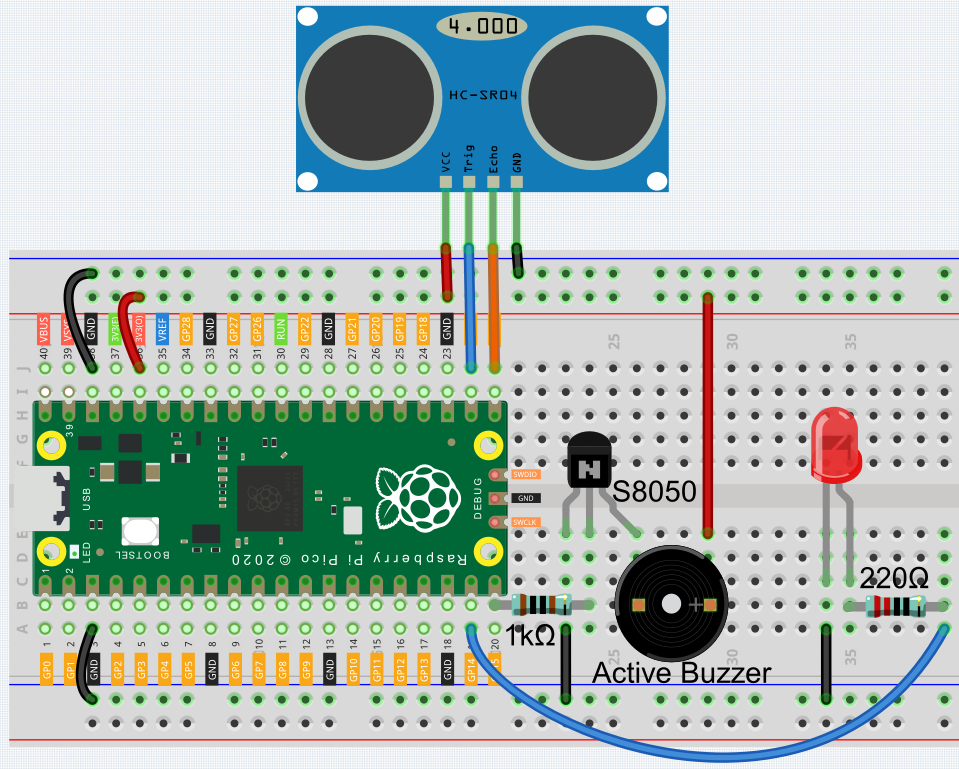 4.000
HC-SR04
VCC
Trig
Echo
GND
VBUS
VSYS
GND
3V3(E)
3V3(O)
VREF
GP28
GND
GP27
GP26
RUN
GP22
GND
GP21
GP20
GP19
GP18
GND
40
39
38
37
36
35
34
33
32
31
30
29
28
27
26
25
24
23
25
30
35
J
I
H
G
F
E
D
C
B
A
39
USB
DEBUG
SWDIO
GND
SWCLK
LED
BOOTSEL
Raspberry Pi Pico © 2020
1
2
N
S8050
1kΩ
220Ω
Active Buzzer
+
1
2
3
4
5
6
7
8
9
10
11
12
13
14
15
16
17
18
20
GP0
GP1
GND
GP2
GP3
GP4
GP5
GND
GP6
GP7
GP8
GP9
GND
GP10
GP11
GP12
GP13
GND
GP14
GP15
25
30
35